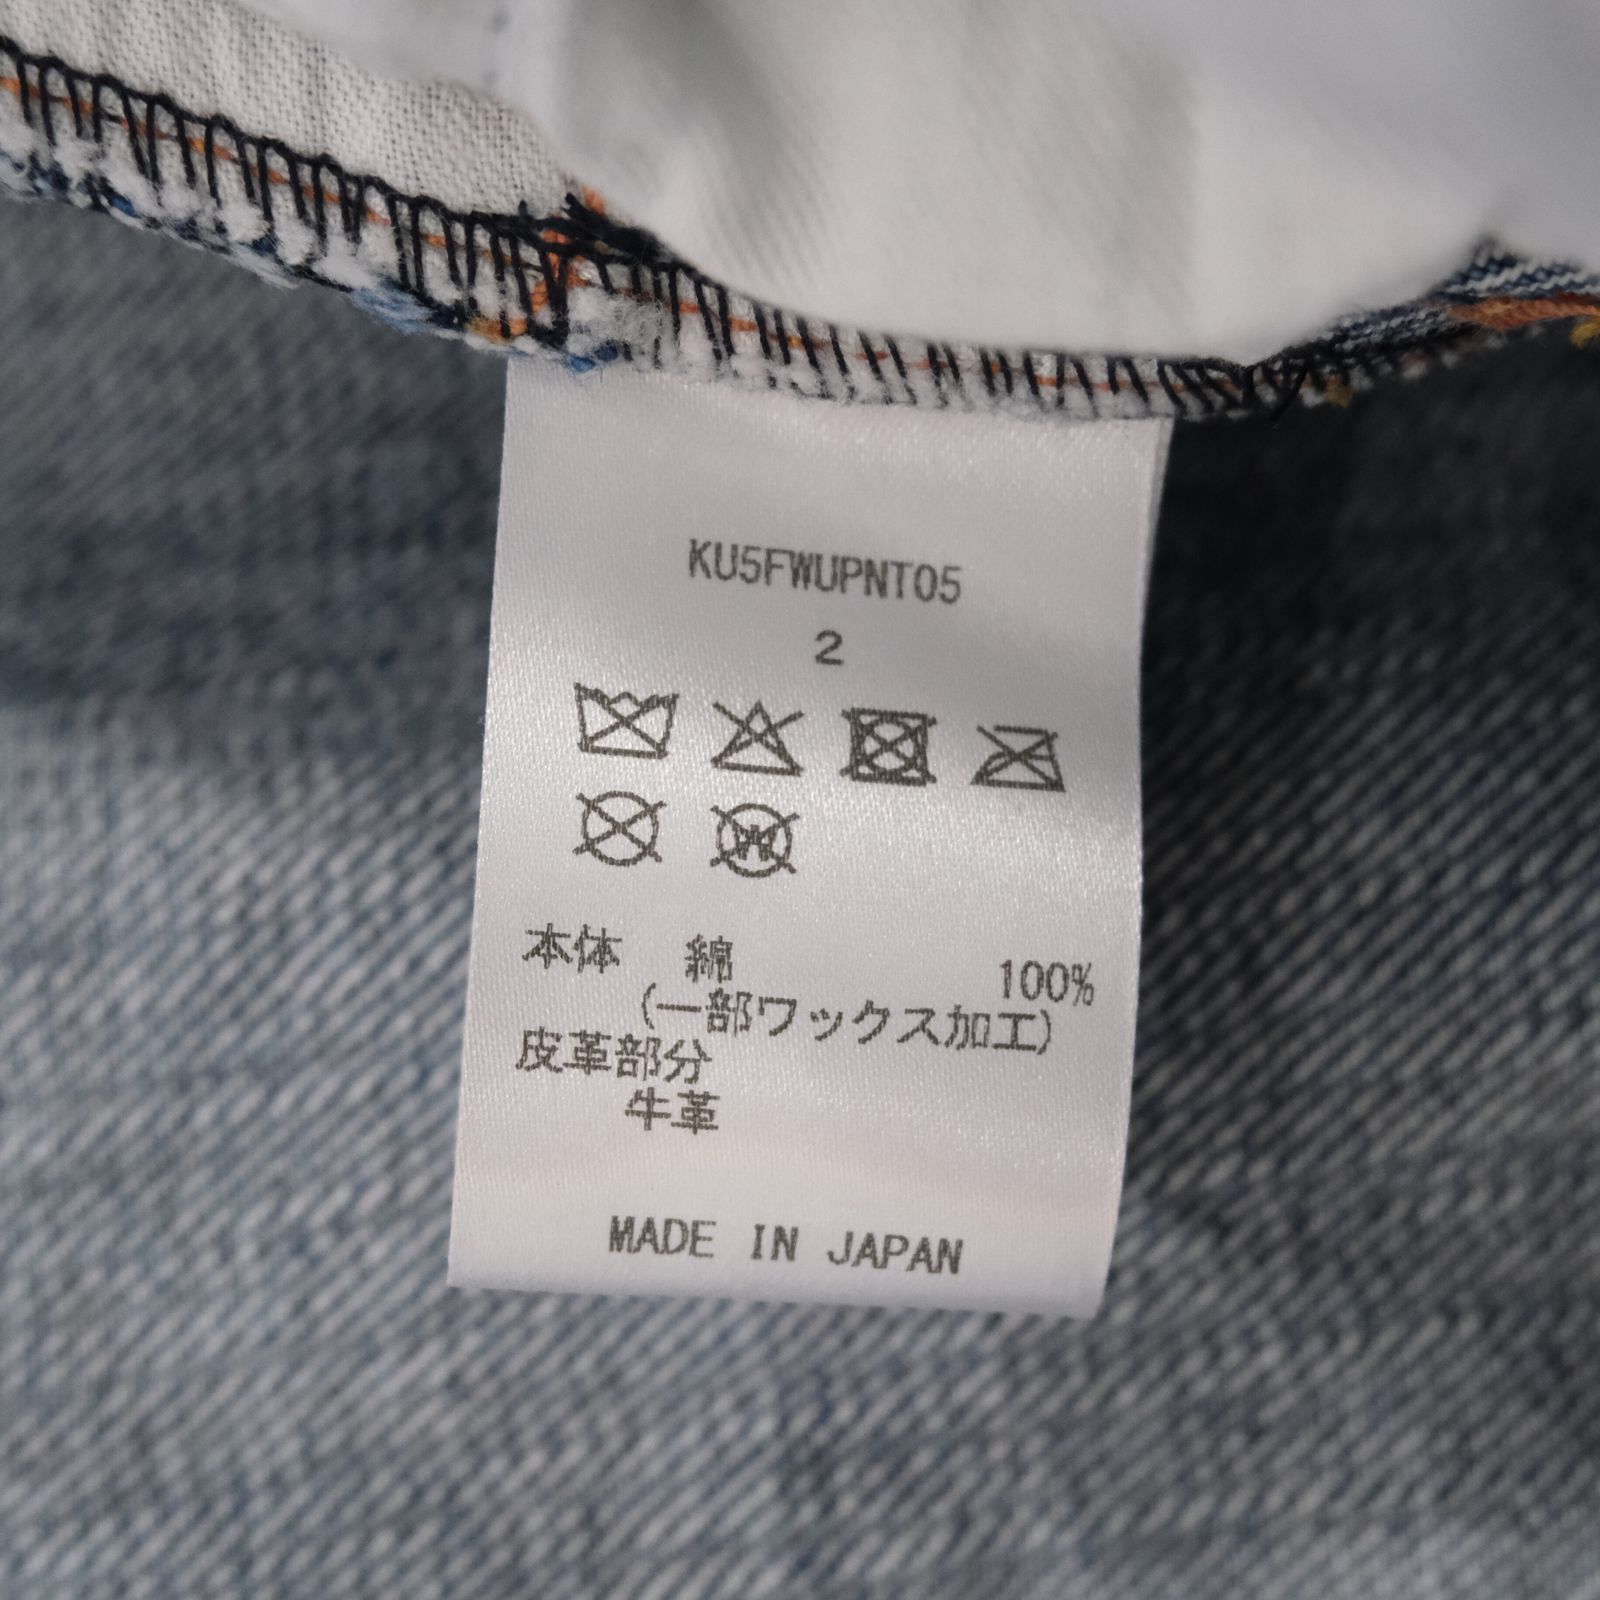 KU5FWUPNT05
2
W
本体 綿 100%
(一部ワックス加工)
皮革部分
牛革
MADE IN JAPAN